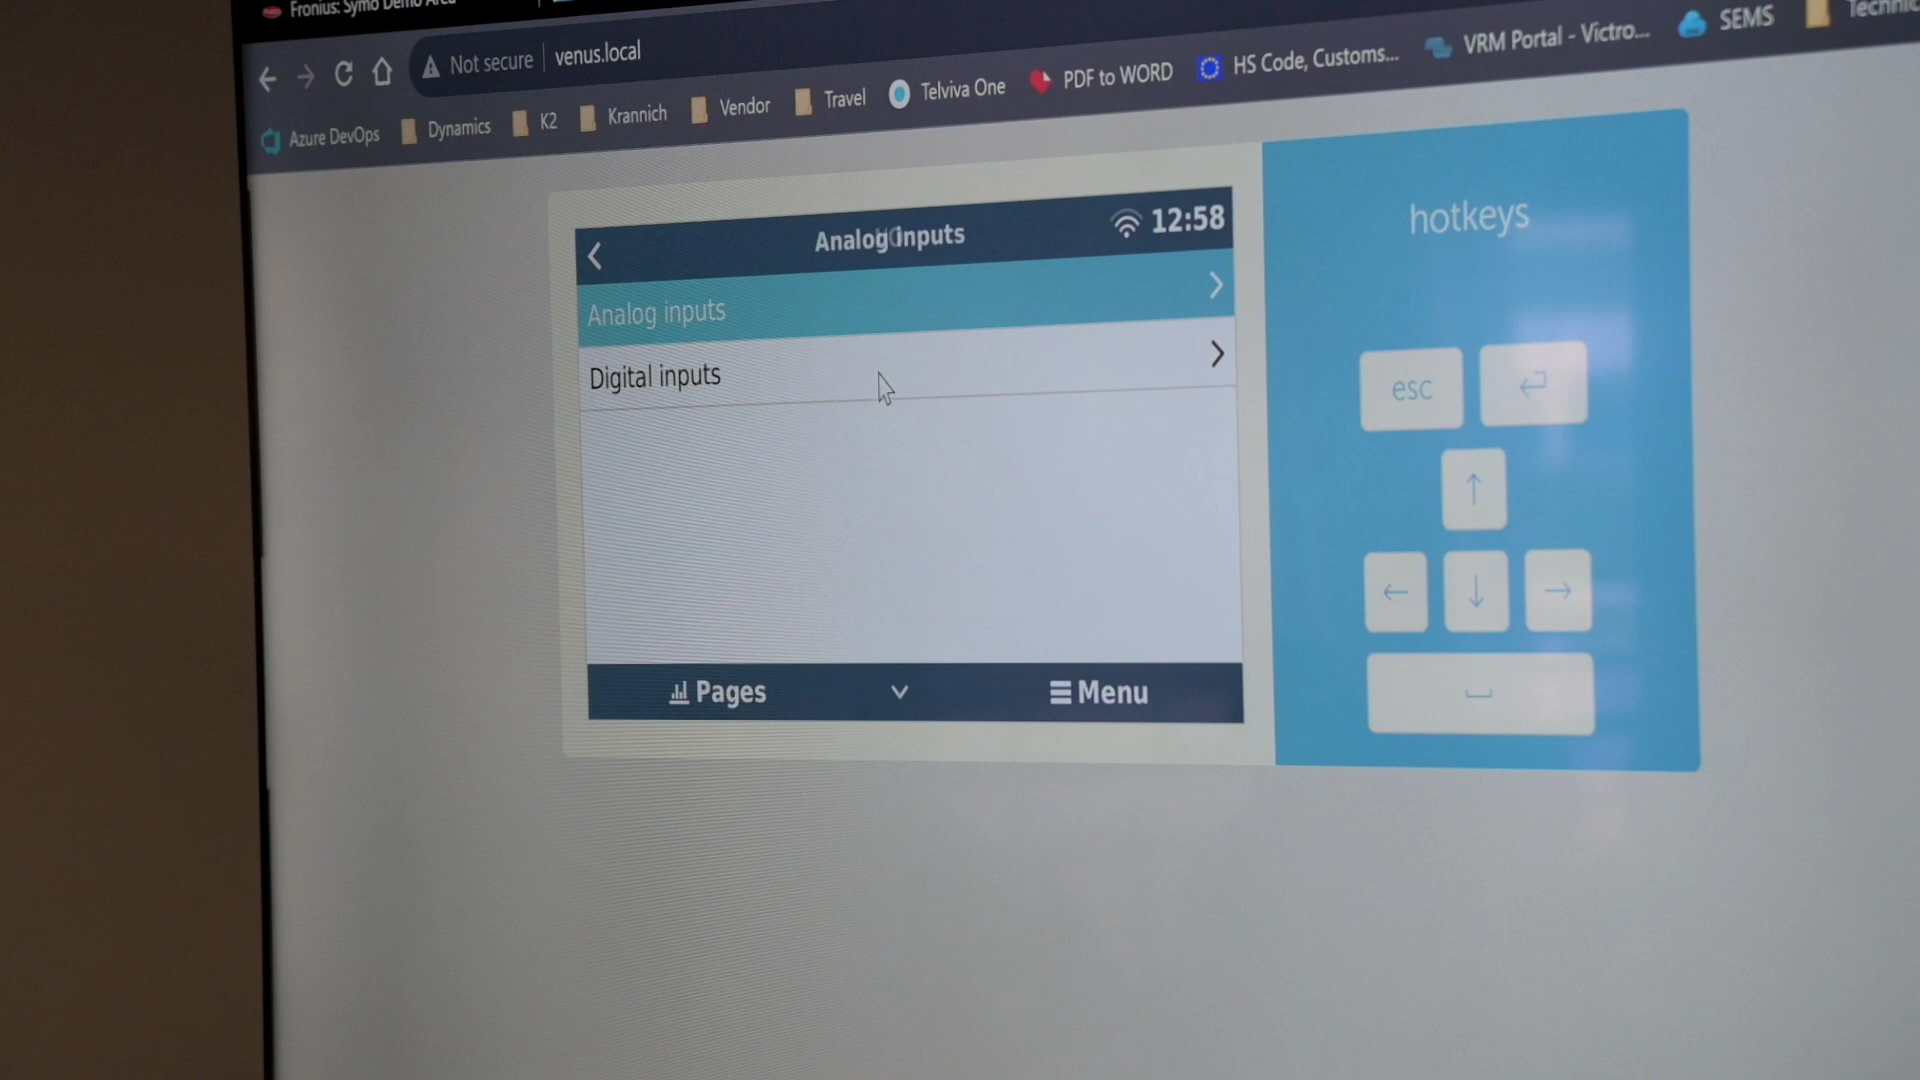 Fronius: Symo Demo Area
Not secure venus.local
Azure DevOps Dynamics K2 Krannich Vendor Travel Telviva One PDF to WORD HS Code, Customs... VRM Portal - Victro... SEMS
Analog inputs 12:58
Analog inputs
Digital inputs
Pages Menu
hotkeys
esc